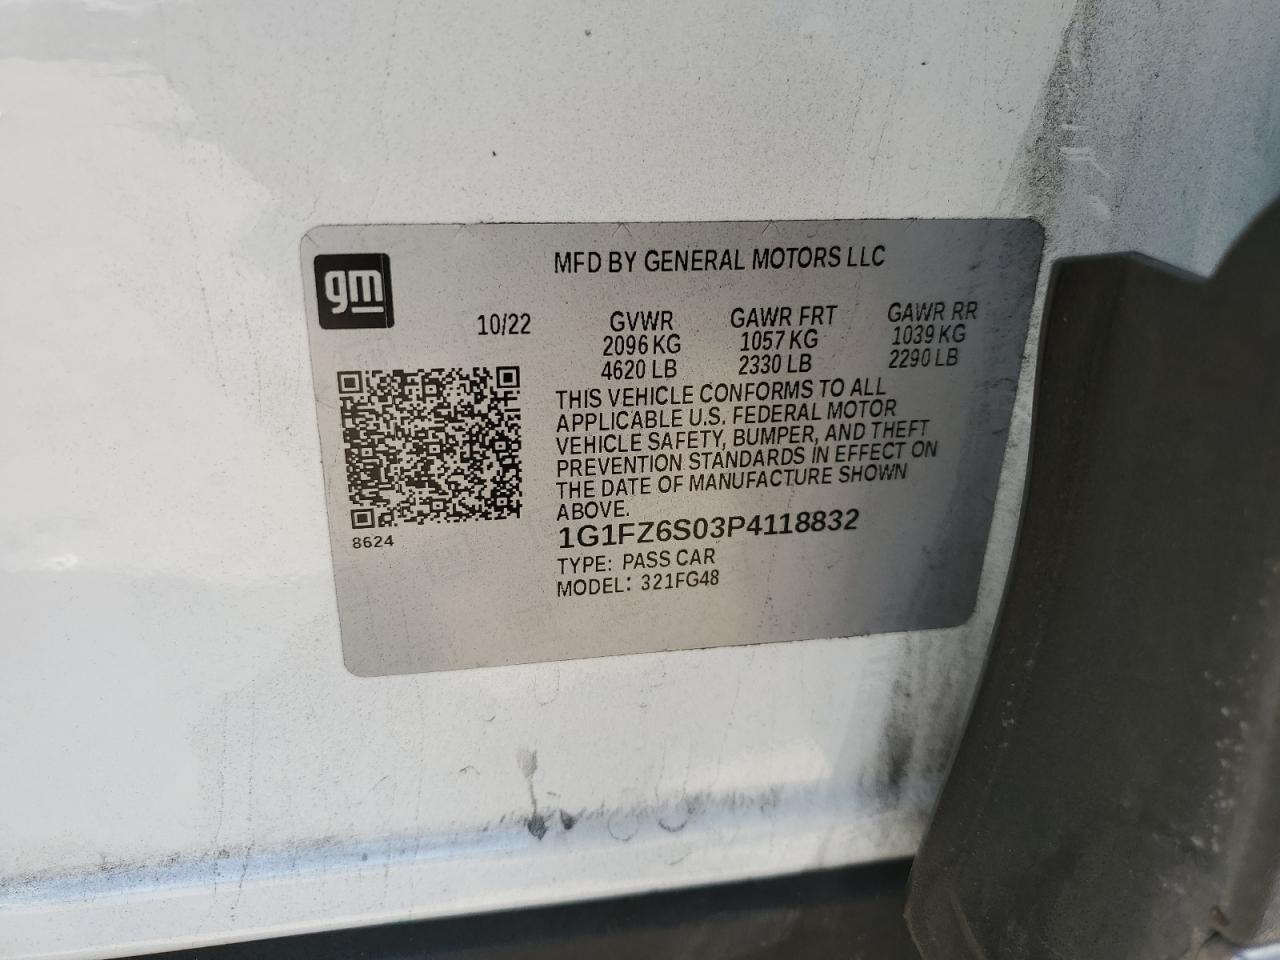 gm
MFD BY GENERAL MOTORS LLC
10/22
GVWR
2096 KG
4620 LB
GAWR FRT
1057 KG
2330 LB
GAWR RR
1039 KG
2290 LB
THIS VEHICLE CONFORMS TO ALL
APPLICABLE U.S. FEDERAL MOTOR
VEHICLE SAFETY, BUMPER, AND THEFT
PREVENTION STANDARDS IN EFFECT ON
THE DATE OF MANUFACTURE SHOWN
ABOVE.
8624
1G1FZ6S03P4118832
TYPE: PASS CAR
MODEL: 321FG48